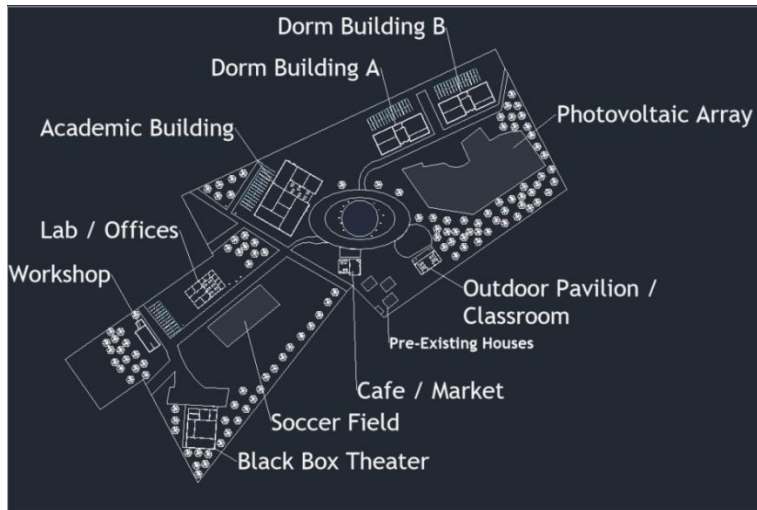 Dorm Building B
Dorm Building A
Photovoltaic Array
Academic Building
Lab / Offices
Workshop
Outdoor Pavilion /
Classroom
Pre-Existing Houses
Cafe / Market
Soccer Field
Black Box Theater